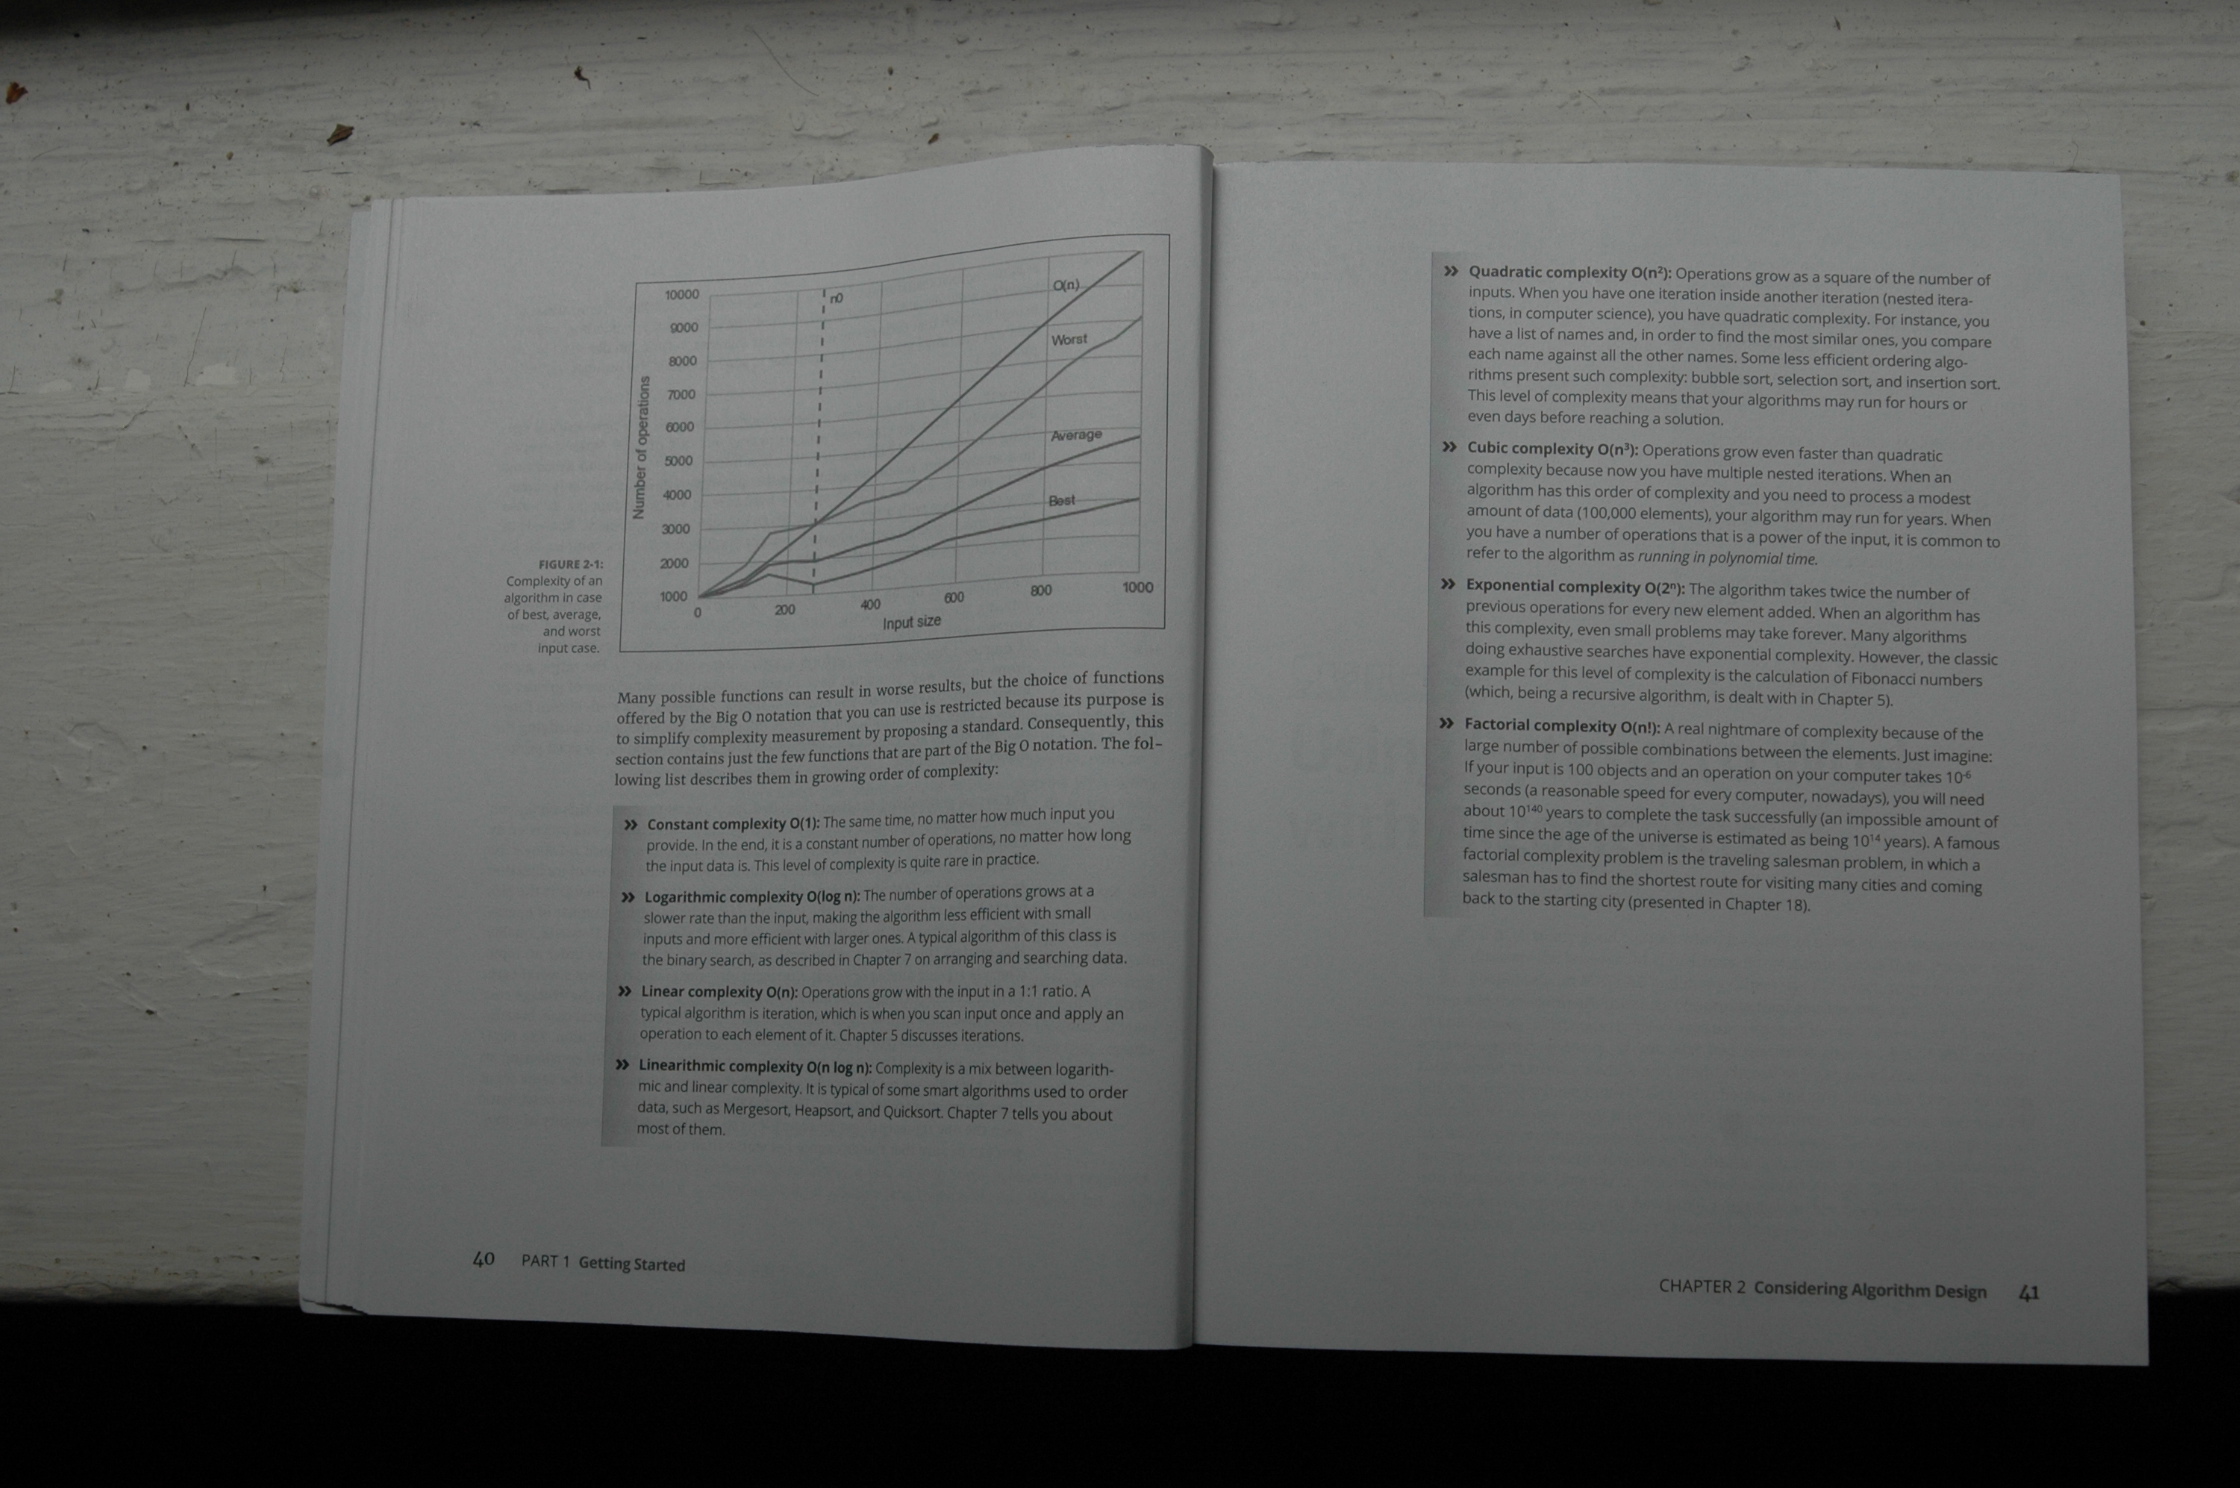 10000
9000
8000
7000
6000
5000
4000
3000
2000
1000
Number of operations
n0
O(n)
Worst
Average
Best
0
200
400
600
800
1000
Input size
FIGURE 2-1:
Complexity of an
algorithm in case
of best, average,
and worst
input case.
Many possible functions can result in worse results, but the choice of functions
offered by the Big O notation that you can use is restricted because its purpose is
to simplify complexity measurement by proposing a standard. Consequently, this
section contains just the few functions that are part of the Big O notation. The fol-
lowing list describes them in growing order of complexity:
» Constant complexity O(1): The same time, no matter how much input you
provide. In the end, it is a constant number of operations, no matter how long
the input data is. This level of complexity is quite rare in practice.
» Logarithmic complexity O(log n): The number of operations grows at a
slower rate than the input, making the algorithm less efficient with small
inputs and more efficient with larger ones. A typical algorithm of this class is
the binary search, as described in Chapter 7 on arranging and searching data.
» Linear complexity O(n): Operations grow with the input in a 1:1 ratio. A
typical algorithm is iteration, which is when you scan input once and apply an
operation to each element of it. Chapter 5 discusses iterations.
» Linearithmic complexity O(n log n): Complexity is a mix between logarith-
mic and linear complexity. It is typical of some smart algorithms used to order
data, such as Mergesort, Heapsort, and Quicksort. Chapter 7 tells you about
most of them.
40 PART 1 Getting Started
» Quadratic complexity O(n²): Operations grow as a square of the number of
inputs. When you have one iteration inside another iteration (nested itera-
tions, in computer science), you have quadratic complexity. For instance, you
have a list of names and, in order to find the most similar ones, you compare
each name against all the other names. Some less efficient ordering algo-
rithms present such complexity: bubble sort, selection sort, and insertion sort.
This level of complexity means that your algorithms may run for hours or
even days before reaching a solution.
» Cubic complexity O(n³): Operations grow even faster than quadratic
complexity because now you have multiple nested iterations. When an
algorithm has this order of complexity and you need to process a modest
amount of data (100,000 elements), your algorithm may run for years. When
you have a number of operations that is a power of the input, it is common to
refer to the algorithm as running in polynomial time.
» Exponential complexity O(2ⁿ): The algorithm takes twice the number of
previous operations for every new element added. When an algorithm has
this complexity, even small problems may take forever. Many algorithms
doing exhaustive searches have exponential complexity. However, the classic
example for this level of complexity is the calculation of Fibonacci numbers
(which, being a recursive algorithm, is dealt with in Chapter 5).
» Factorial complexity O(n!): A real nightmare of complexity because of the
large number of possible combinations between the elements. Just imagine:
If your input is 100 objects and an operation on your computer takes 10⁻⁶
seconds (a reasonable speed for every computer, nowadays), you will need
about 10¹⁴⁰ years to complete the task successfully (an impossible amount of
time since the age of the universe is estimated as being 10¹⁴ years). A famous
factorial complexity problem is the traveling salesman problem, in which a
salesman has to find the shortest route for visiting many cities and coming
back to the starting city (presented in Chapter 18).
CHAPTER 2 Considering Algorithm Design 41